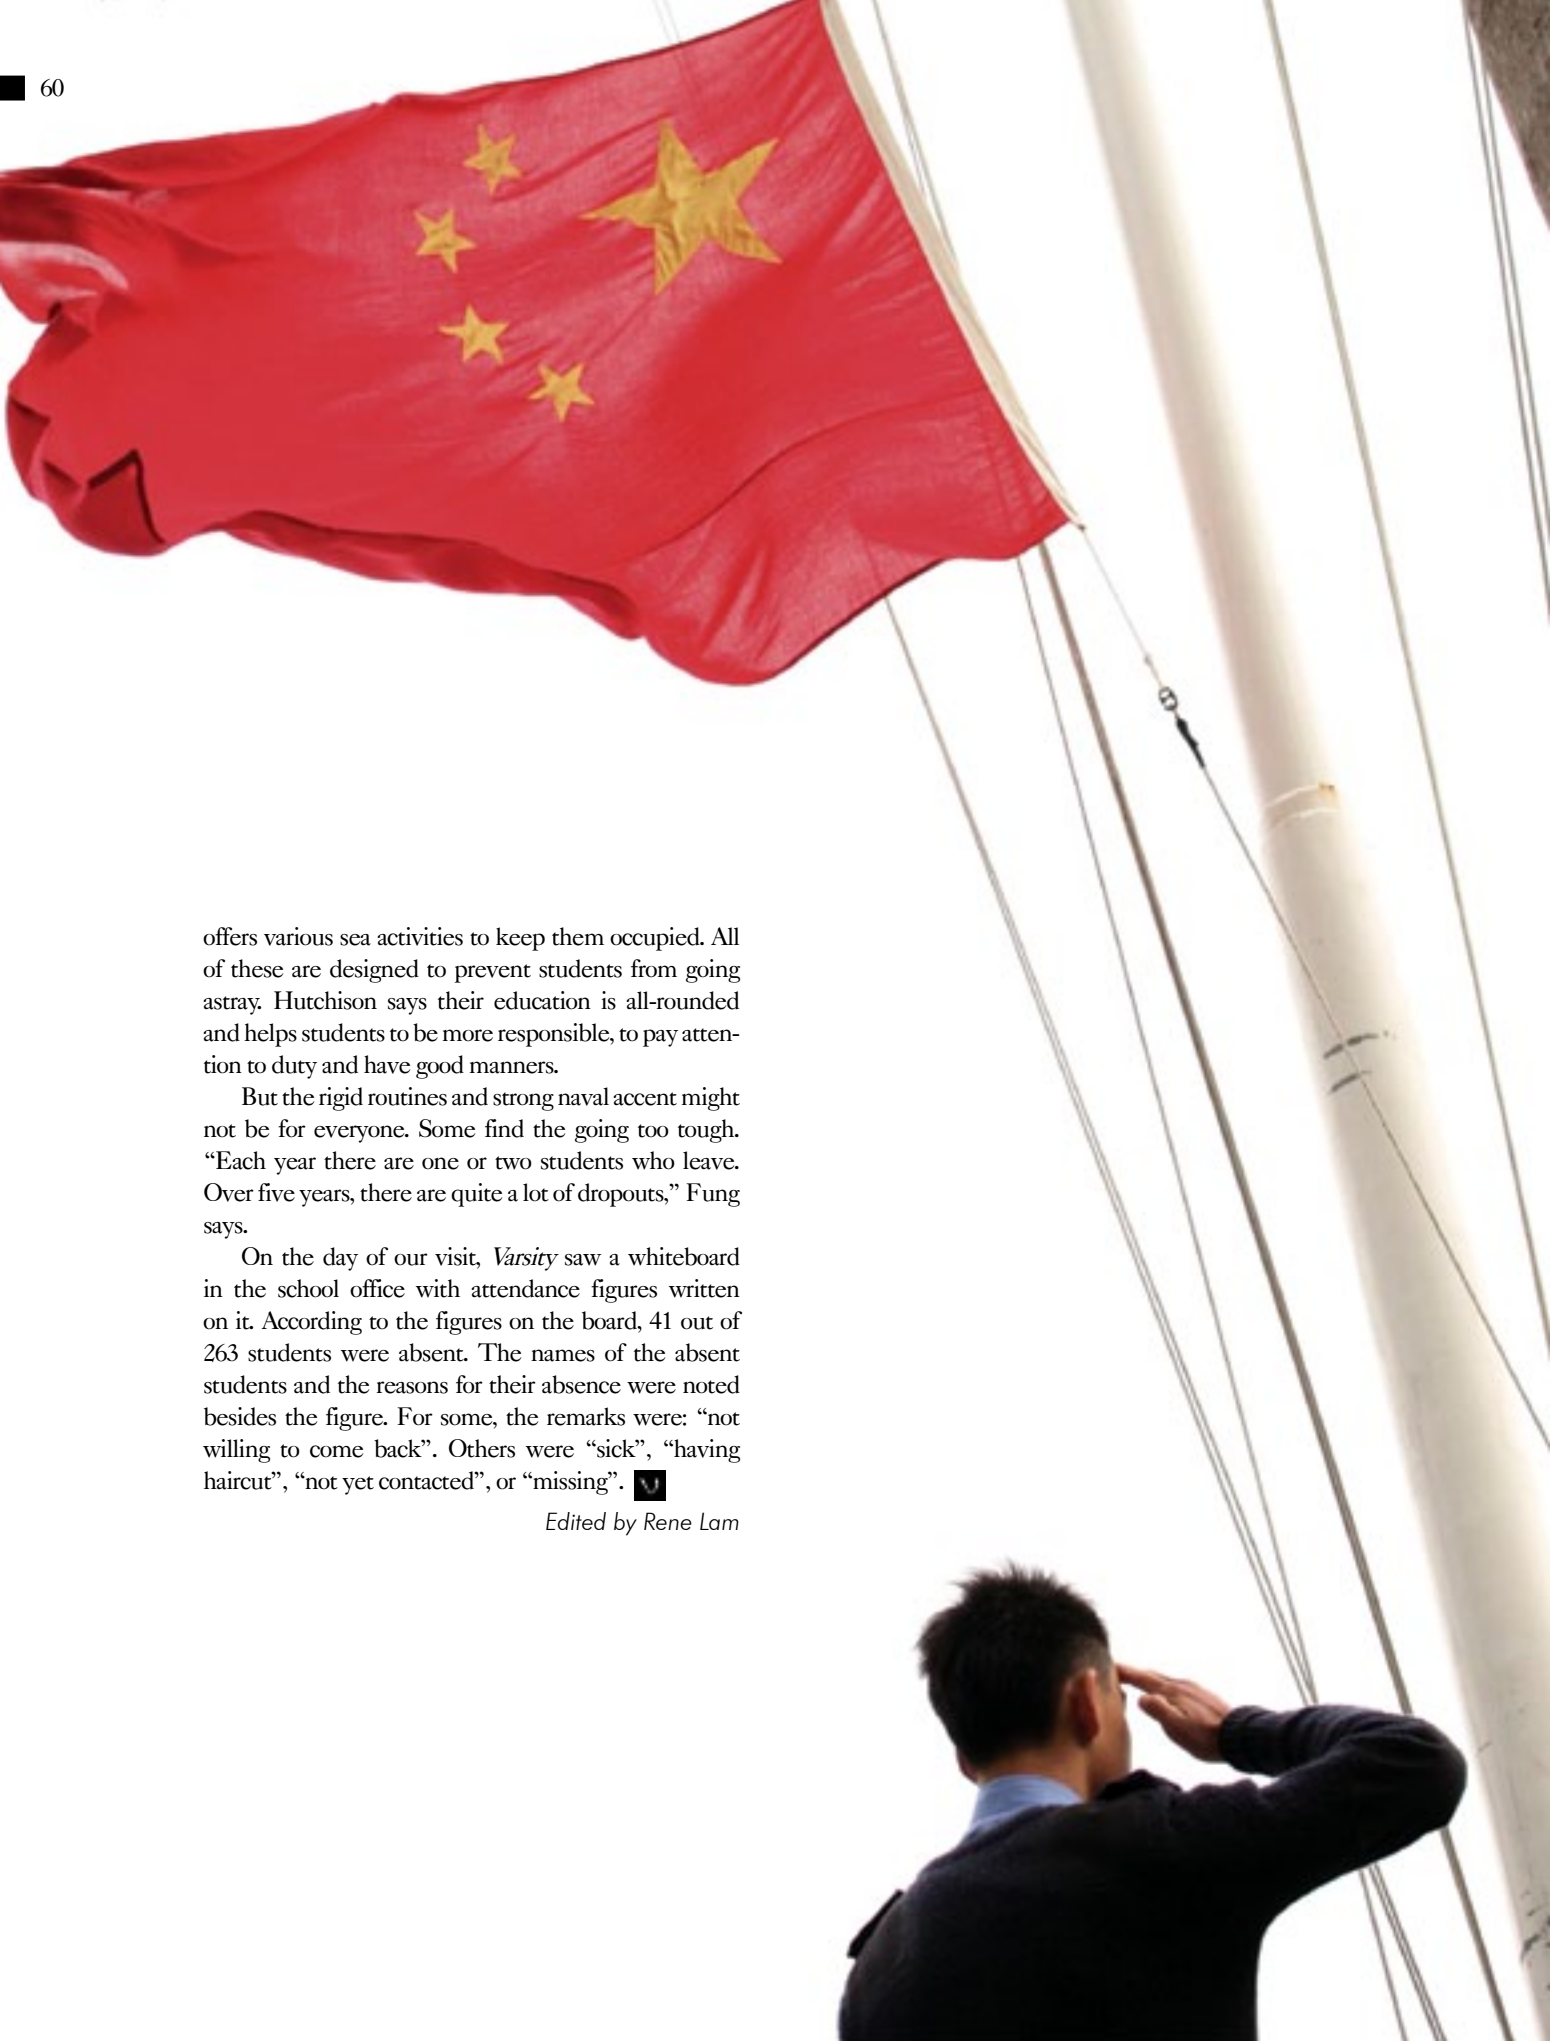 60
offers various sea activities to keep them occupied. All
of these are designed to prevent students from going
astray. Hutchison says their education is all-rounded
and helps students to be more responsible, to pay atten-
tion to duty and have good manners.
But the rigid routines and strong naval accent might
not be for everyone. Some find the going too tough.
“Each year there are one or two students who leave.
Over five years, there are quite a lot of dropouts,” Fung
says.
On the day of our visit, Varsity saw a whiteboard
in the school office with attendance figures written
on it. According to the figures on the board, 41 out of
263 students were absent. The names of the absent
students and the reasons for their absence were noted
besides the figure. For some, the remarks were: “not
willing to come back”. Others were “sick”, “having
haircut”, “not yet contacted”, or “missing”.
Edited by Rene Lam